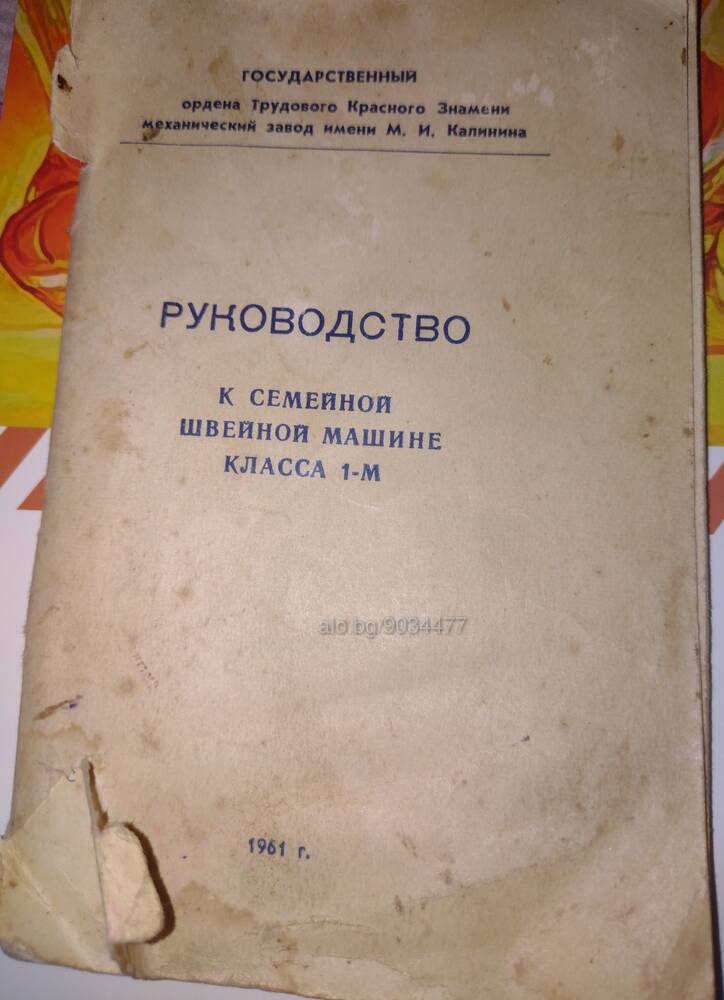 ГОСУДАРСТВЕННЫЙ
ордена Трудового Красного Знамени
механический завод имени М. И. Калинина
РУКОВОДСТВО
К СЕМЕЙНОЙ
ШВЕЙНОЙ МАШИНЕ
КЛАССА 1-М
alo.bg/9034477
1961 г.